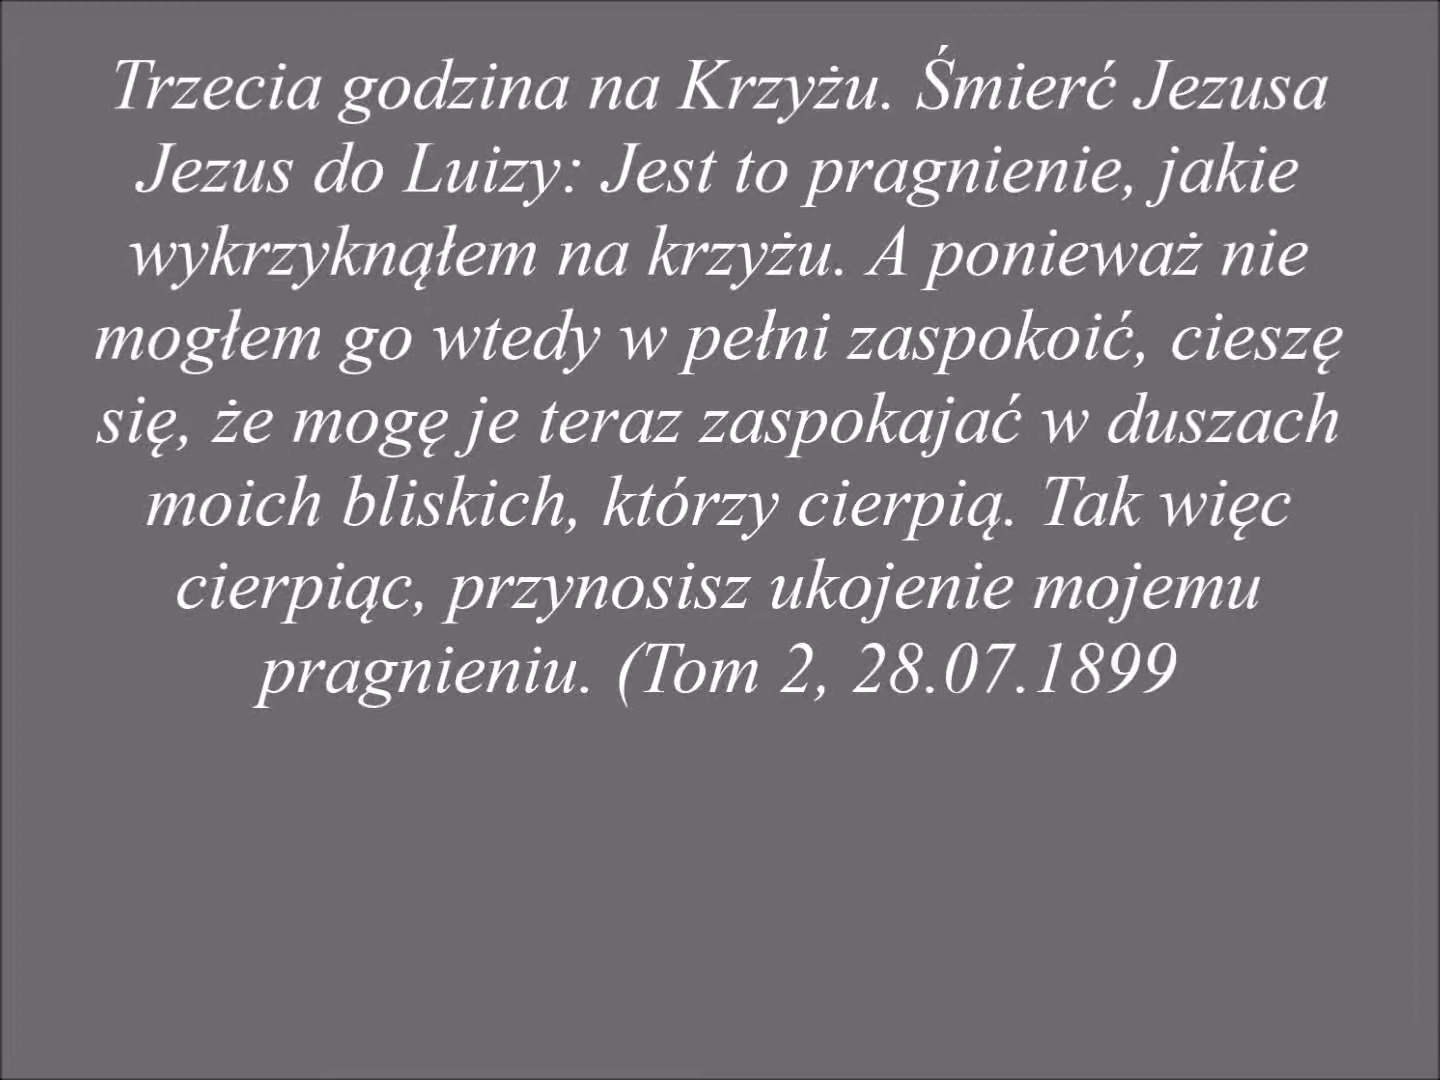 Trzecia godzina na Krzyżu. Śmierć Jezusa
Jezus do Luizy: Jest to pragnienie, jakie
wykrzyknąłem na krzyżu. A ponieważ nie
mogłem go wtedy w pełni zaspokoić, cieszę
się, że mogę je teraz zaspokajać w duszach
moich bliskich, którzy cierpią. Tak więc
cierpiąc, przynosisz ukojenie mojemu
pragnieniu. (Tom 2, 28.07.1899